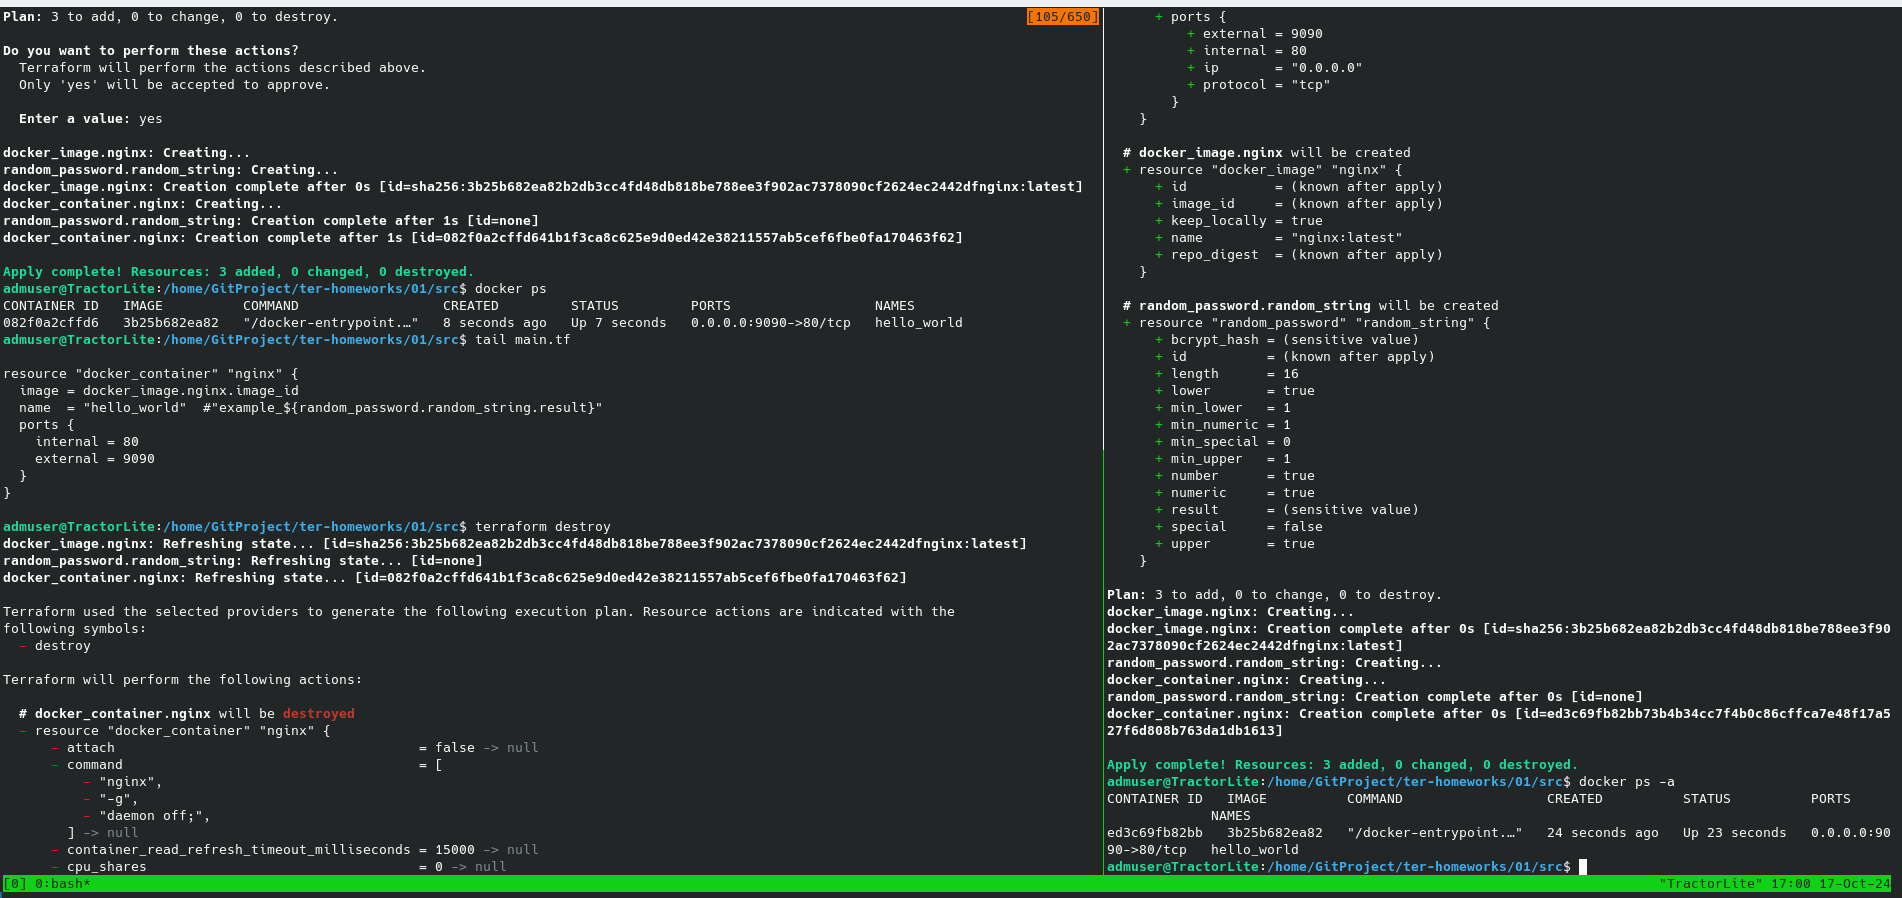 Plan: 3 to add, 0 to change, 0 to destroy.
[105/650]
Do you want to perform these actions?
Terraform will perform the actions described above.
Only 'yes' will be accepted to approve.
Enter a value: yes
docker_image.nginx: Creating...
random_password.random_string: Creating...
docker_image.nginx: Creation complete after 0s [id=sha256:3b25b682ea82b2db3cc4fd48db818be788ee3f902ac7378090cf2624ec2442dfnginx:latest]
docker_container.nginx: Creating...
random_password.random_string: Creation complete after 1s [id=none]
docker_container.nginx: Creation complete after 1s [id=082f0a2cffd641b1f3ca8c625e9d0ed42e38211557ab5cef6fbe0fa170463f62]
Apply complete! Resources: 3 added, 0 changed, 0 destroyed.
admuser@TractorLite:/home/GitProject/ter-homeworks/01/src$ docker ps
CONTAINER ID   IMAGE          COMMAND                  CREATED         STATUS         PORTS                  NAMES
082f0a2cffd6   3b25b682ea82   "/docker-entrypoint.…"   8 seconds ago   Up 7 seconds   0.0.0.0:9090->80/tcp   hello_world
admuser@TractorLite:/home/GitProject/ter-homeworks/01/src$ tail main.tf
resource "docker_container" "nginx" {
image = docker_image.nginx.image_id
name  = "hello_world"  #"example_${random_password.random_string.result}"
ports {
internal = 80
external = 9090
}
}
admuser@TractorLite:/home/GitProject/ter-homeworks/01/src$ terraform destroy
docker_image.nginx: Refreshing state... [id=sha256:3b25b682ea82b2db3cc4fd48db818be788ee3f902ac7378090cf2624ec2442dfnginx:latest]
random_password.random_string: Refreshing state... [id=none]
docker_container.nginx: Refreshing state... [id=082f0a2cffd641b1f3ca8c625e9d0ed42e38211557ab5cef6fbe0fa170463f62]
Terraform used the selected providers to generate the following execution plan. Resource actions are indicated with the
following symbols:
- destroy
Terraform will perform the following actions:
# docker_container.nginx will be destroyed
- resource "docker_container" "nginx" {
- attach                                      = false -> null
- command                                     = [
- "nginx",
- "-g",
- "daemon off;",
] -> null
- container_read_refresh_timeout_milliseconds = 15000 -> null
- cpu_shares                                  = 0 -> null
+ ports {
+ external = 9090
+ internal = 80
+ ip       = "0.0.0.0"
+ protocol = "tcp"
}
}
# docker_image.nginx will be created
+ resource "docker_image" "nginx" {
+ id           = (known after apply)
+ image_id     = (known after apply)
+ keep_locally = true
+ name         = "nginx:latest"
+ repo_digest  = (known after apply)
}
# random_password.random_string will be created
+ resource "random_password" "random_string" {
+ bcrypt_hash = (sensitive value)
+ id          = (known after apply)
+ length      = 16
+ lower       = true
+ min_lower   = 1
+ min_numeric = 1
+ min_special = 0
+ min_upper   = 1
+ number      = true
+ numeric     = true
+ result      = (sensitive value)
+ special     = false
+ upper       = true
}
Plan: 3 to add, 0 to change, 0 to destroy.
docker_image.nginx: Creating...
docker_image.nginx: Creation complete after 0s [id=sha256:3b25b682ea82b2db3cc4fd48db818be788ee3f90
2ac7378090cf2624ec2442dfnginx:latest]
random_password.random_string: Creating...
docker_container.nginx: Creating...
random_password.random_string: Creation complete after 0s [id=none]
docker_container.nginx: Creation complete after 0s [id=ed3c69fb82bb73b4b34cc7f4b0c86cffca7e48f17a5
27f6d808b763da1db1613]
Apply complete! Resources: 3 added, 0 changed, 0 destroyed.
admuser@TractorLite:/home/GitProject/ter-homeworks/01/src$ docker ps -a
CONTAINER ID   IMAGE          COMMAND                  CREATED          STATUS          PORTS
NAMES
ed3c69fb82bb   3b25b682ea82   "/docker-entrypoint.…"   24 seconds ago   Up 23 seconds   0.0.0.0:90
90->80/tcp   hello_world
admuser@TractorLite:/home/GitProject/ter-homeworks/01/src$
[0] 0:bash*
"TractorLite" 17:00 17-Oct-24